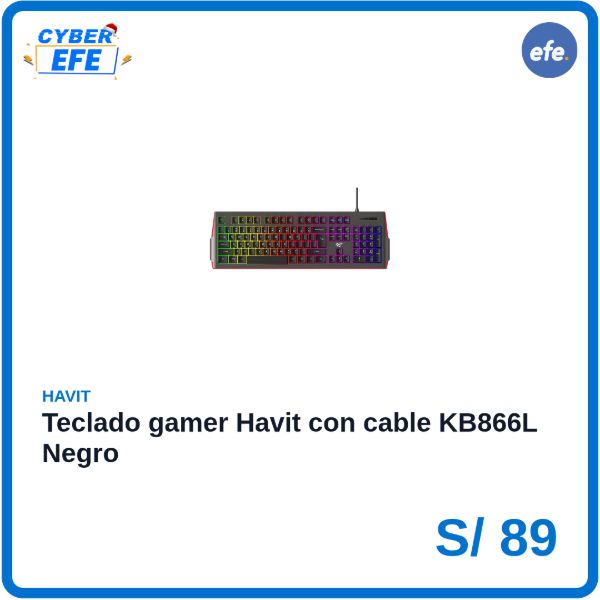 CYBER
EFE
efe.
HAVIT
Teclado gamer Havit con cable KB866L
Negro
S/ 89